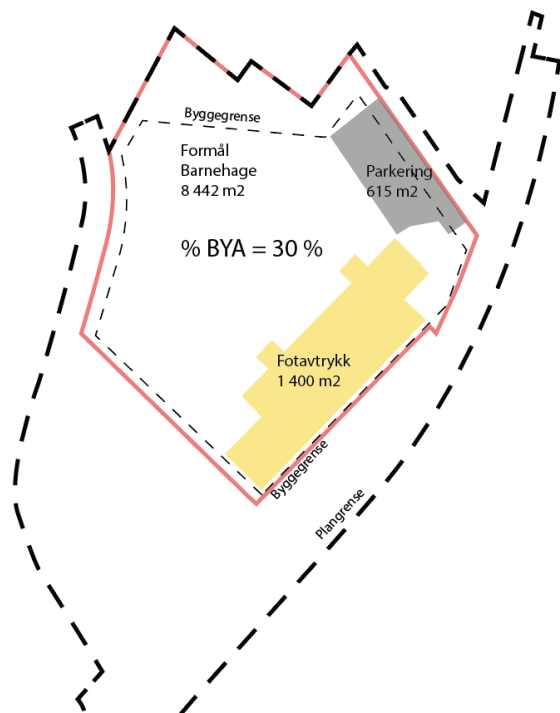 Byggegrense
Formål
Barnehage
8 442 m2
Parkering
615 m2
% BYA = 30 %
Fotavtrykk
1 400 m2
Byggegrense
Plangrense